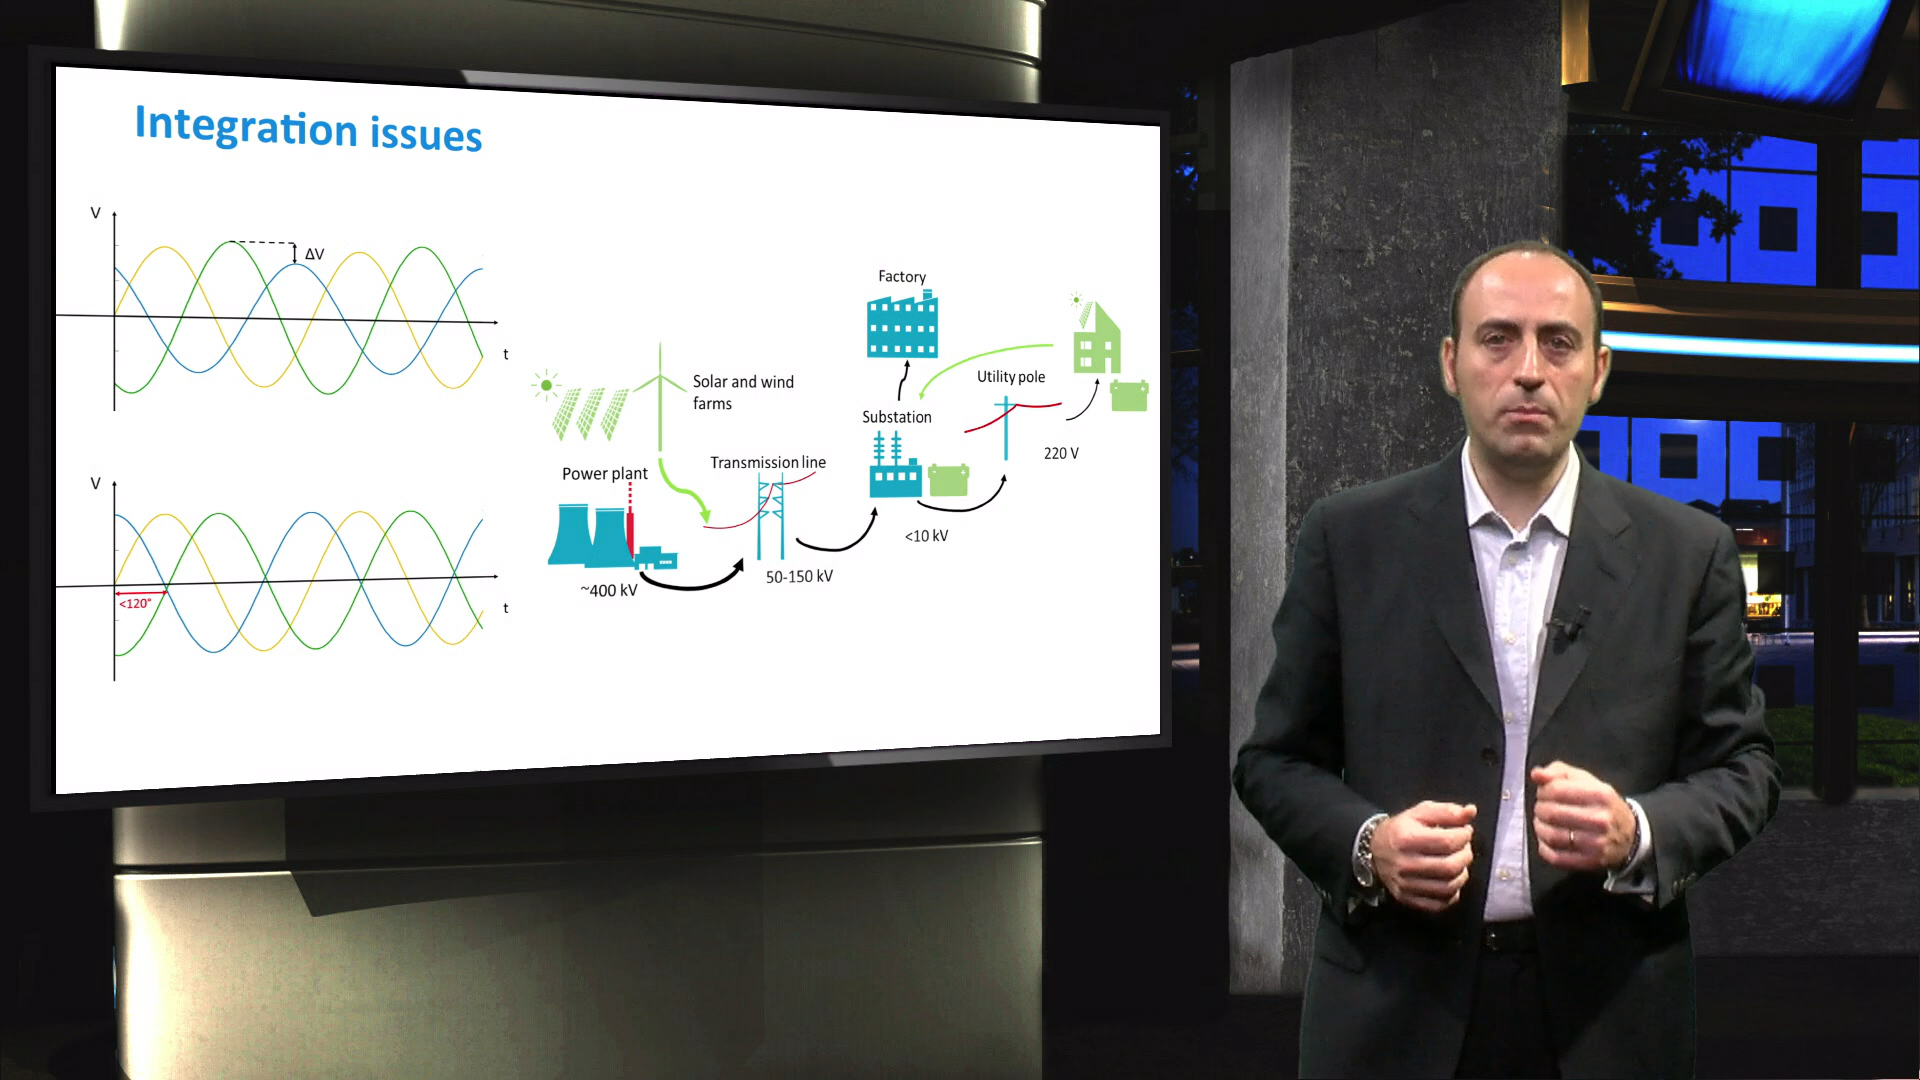 Integration issues
V
ΔV
t
V
<120°
t
Solar and wind
farms
Power plant
~400 kV
Transmission line
50-150 kV
Factory
Substation
<10 kV
Utility pole
220 V